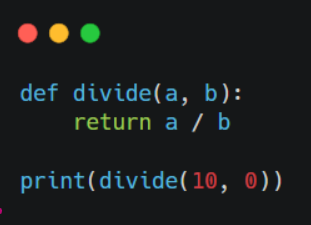 def divide(a, b):
    return a / b
print(divide(10, 0))